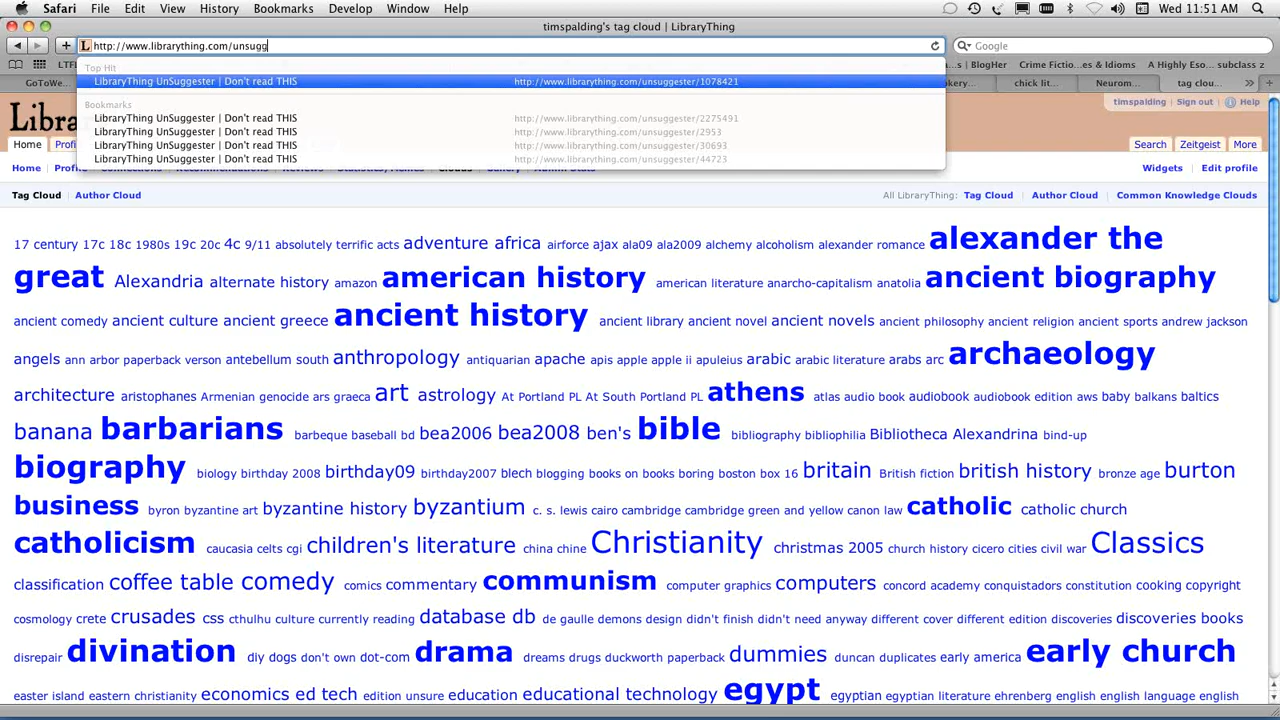 Safari File Edit View History Bookmarks Develop Window Help Wed 11:51 AM
timspalding's tag cloud | LibraryThing
L http://www.librarything.com/unsugg Google
LTF | BlogHer Crime Fiction...es & Idioms A Highly Eso... subclass z
Top Hit
GoToWe... LibraryThing UnSuggester | Don't read THIS http://www.librarything.com/unsuggester/1078421 kery... chick lit... Neurom... tag clou...
Bookmarks
timspalding Sign out Help
LibraryThing UnSuggester | Don't read THIS http://www.librarything.com/unsuggester/2275491
LibraryThing UnSuggester | Don't read THIS http://www.librarything.com/unsuggester/2953
LibraryThing UnSuggester | Don't read THIS http://www.librarything.com/unsuggester/30693
LibraryThing UnSuggester | Don't read THIS http://www.librarything.com/unsuggester/44723
Home Profi Search Zeitgeist More
Home Profile Connections Recommendations Reviews Statistics/Memes Clouds Gallery Admin Stats Widgets Edit profile
Tag Cloud Author Cloud All LibraryThing: Tag Cloud Author Cloud Common Knowledge Clouds
17 century 17c 18c 1980s 19c 20c 4c 9/11 absolutely terrific acts adventure africa airforce ajax ala09 ala2009 alchemy alcoholism alexander romance alexander the
great Alexandria alternate history amazon american history american literature anarcho-capitalism anatolia ancient biography
ancient comedy ancient culture ancient greece ancient history ancient library ancient novel ancient novels ancient philosophy ancient religion ancient sports andrew jackson
angels ann arbor paperback verson antebellum south anthropology antiquarian apache apis apple apple ii apuleius arabic arabic literature arabs arc archaeology
architecture aristophanes Armenian genocide ars graeca art astrology At Portland PL At South Portland PL athens atlas audio book audiobook audiobook edition aws baby balkans baltics
banana barbarians barbeque baseball bd bea2006 bea2008 ben's bible bibliography bibliophilia Bibliotheca Alexandrina bind-up
biography biology birthday 2008 birthday09 birthday2007 blech blogging books on books boring boston box 16 britain British fiction british history bronze age burton
business byron byzantine art byzantine history byzantium c. s. lewis cairo cambridge cambridge green and yellow canon law catholic catholic church
catholicism caucasia celts cgi children's literature china chine Christianity christmas 2005 church history cicero cities civil war Classics
classification coffee table comedy comics commentary communism computer graphics computers concord academy conquistadors constitution cooking copyright
cosmology crete crusades css cthulhu culture currently reading database db de gaulle demons design didn't finish didn't need anyway different cover different edition discoveries discoveries books
disrepair divination diy dogs don't own dot-com drama dreams drugs duckworth paperback dummies duncan duplicates early america early church
easter island eastern christianity economics ed tech edition unsure education educational technology egypt egyptian egyptian literature ehrenberg english english language english